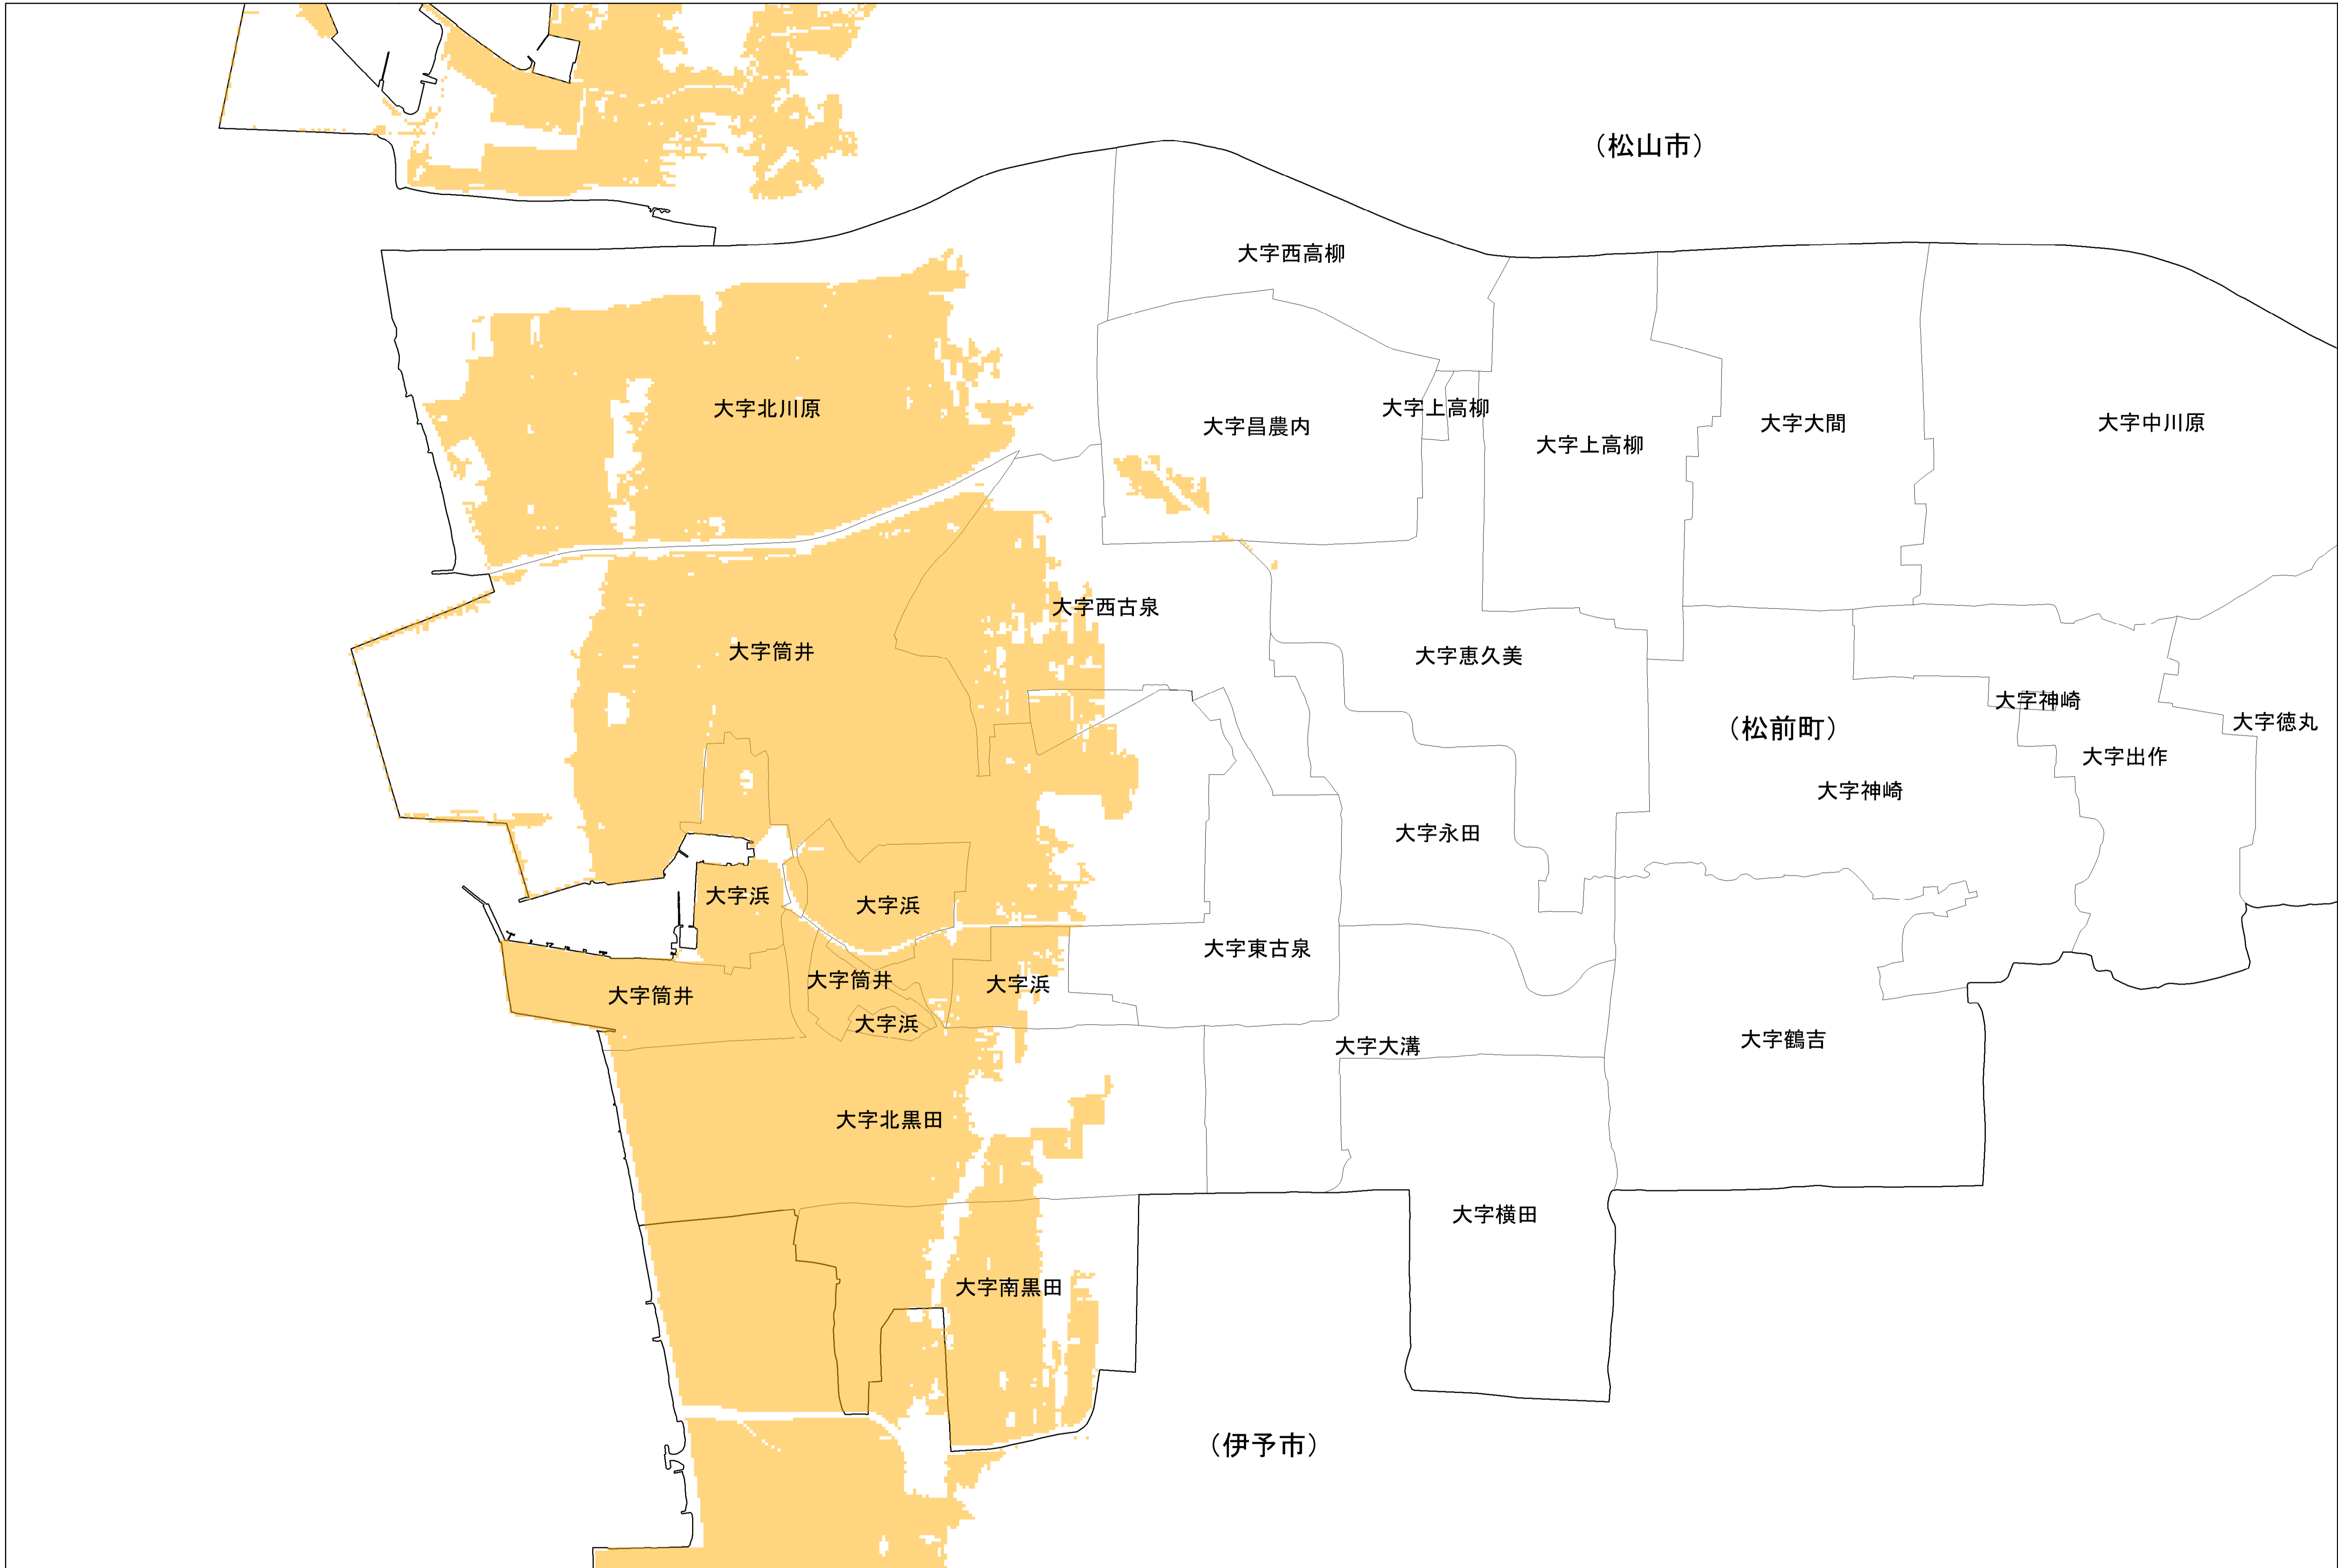 （松山市）
大字西高柳
大字北川原
大字昌農内
大字上高柳
大字上高柳
大字大間
大字中川原
大字西古泉
大字筒井
大字恵久美
大字神崎
（松前町）
大字徳丸
大字出作
大字神崎
大字永田
大字浜
大字浜
大字東古泉
大字筒井
大字浜
大字筒井
大字浜
大字大溝
大字鶴吉
大字北黒田
大字横田
大字南黒田
（伊予市）